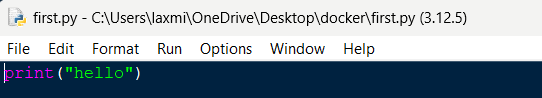 first.py - C:\Users\laxmi\OneDrive\Desktop\docker\first.py (3.12.5)
File Edit Format Run Options Window Help
print("hello")